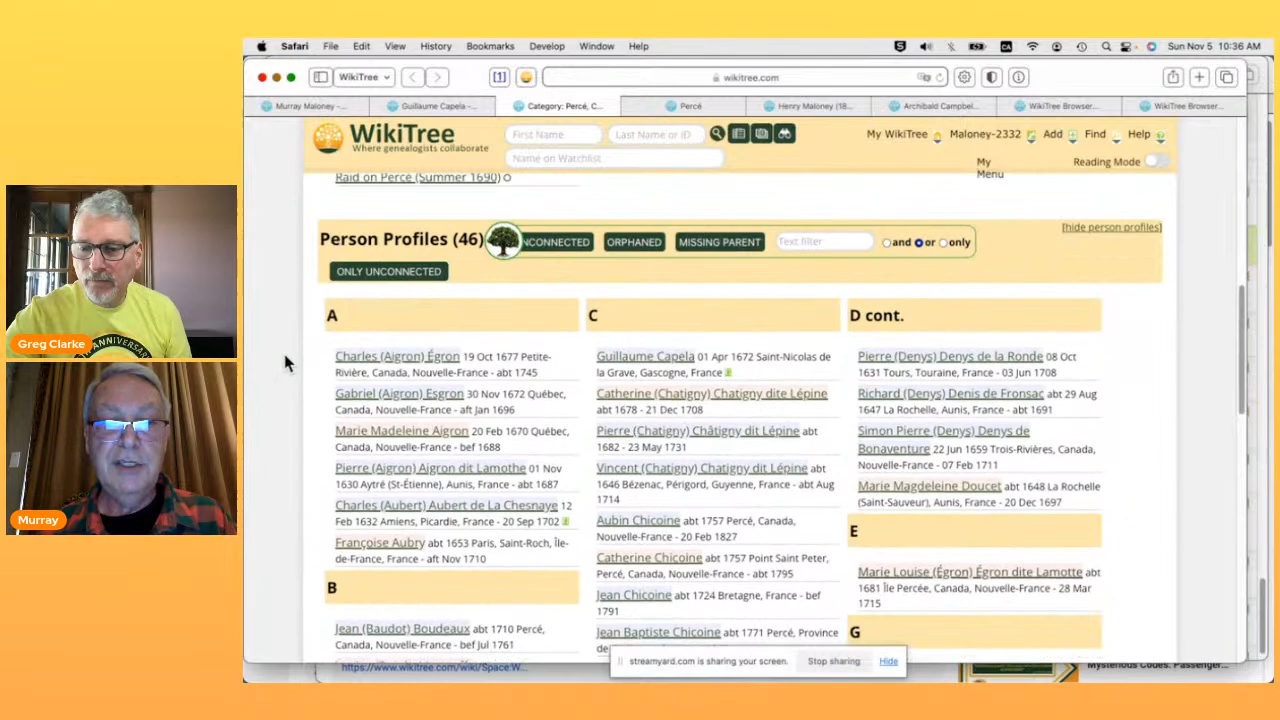 Safari File Edit View History Bookmarks Develop Window Help
Sun Nov 5 10:36 AM
WikiTree
wikitree.com
Murray Maloney -...
Guillaume Capela -...
Category: Percé, C...
Percé
Henry Maloney (18...
Archibald Campbel...
WikiTree Browser...
WikiTree Browser...
WikiTree
Where genealogists collaborate
First Name
Last Name or ID
Name on Watchlist
My WikiTree
Maloney-2332
Add
Find
Help
My
Menu
Reading Mode
Raid on Percé (Summer 1690)
Person Profiles (46)
NCONNECTED
ORPHANED
MISSING PARENT
Text filter
and or only
[hide person profiles]
ONLY UNCONNECTED
A
Charles (Aigron) Égron 19 Oct 1677 Petite-
Rivière, Canada, Nouvelle-France - abt 1745
Gabriel (Aigron) Esgron 30 Nov 1672 Québec,
Canada, Nouvelle-France - aft Jan 1696
Marie Madeleine Aigron 20 Feb 1670 Québec,
Canada, Nouvelle-France - bef 1688
Pierre (Aigron) Aigron dit Lamothe 01 Nov
1630 Aytré (St-Étienne), Aunis, France - abt 1687
Charles (Aubert) Aubert de La Chesnaye 12
Feb 1632 Amiens, Picardie, France - 20 Sep 1702
Françoise Aubry abt 1653 Paris, Saint-Roch, Île-
de-France, France - aft Nov 1710
B
Jean (Baudot) Boudeaux abt 1710 Percé,
Canada, Nouvelle-France - bef Jul 1761
https://www.wikitree.com/wiki/Space:W...
C
Guillaume Capela 01 Apr 1672 Saint-Nicolas de
la Grave, Gascogne, France
Catherine (Chatigny) Chatigny dite Lépine
abt 1678 - 21 Dec 1708
Pierre (Chatigny) Châtigny dit Lépine abt
1682 - 23 May 1731
Vincent (Chatigny) Chatigny dit Lépine abt
1646 Bézenac, Périgord, Guyenne, France - abt Aug
1714
Aubin Chicoine abt 1757 Percé, Canada,
Nouvelle-France - 20 Feb 1827
Catherine Chicoine abt 1757 Point Saint Peter,
Percé, Canada, Nouvelle-France - abt 1795
Jean Chicoine abt 1724 Bretagne, France - bef
1791
Jean Baptiste Chicoine abt 1771 Percé, Province
D cont.
Pierre (Denys) Denys de la Ronde 08 Oct
1631 Tours, Touraine, France - 03 Jun 1708
Richard (Denys) Denis de Fronsac abt 29 Aug
1647 La Rochelle, Aunis, France - abt 1691
Simon Pierre (Denys) Denys de
Bonaventure 22 Jun 1659 Trois-Rivières, Canada,
Nouvelle-France - 07 Feb 1711
Marie Magdeleine Doucet abt 1648 La Rochelle
(Saint-Sauveur), Aunis, France - 20 Dec 1697
E
Marie Louise (Égron) Égron dite Lamotte abt
1681 Île Percée, Canada, Nouvelle-France - 28 Mar
1715
G
streamyard.com is sharing your screen.
Stop sharing
Hide
Mysterious Codes: Passenger...
Greg Clarke
Murray